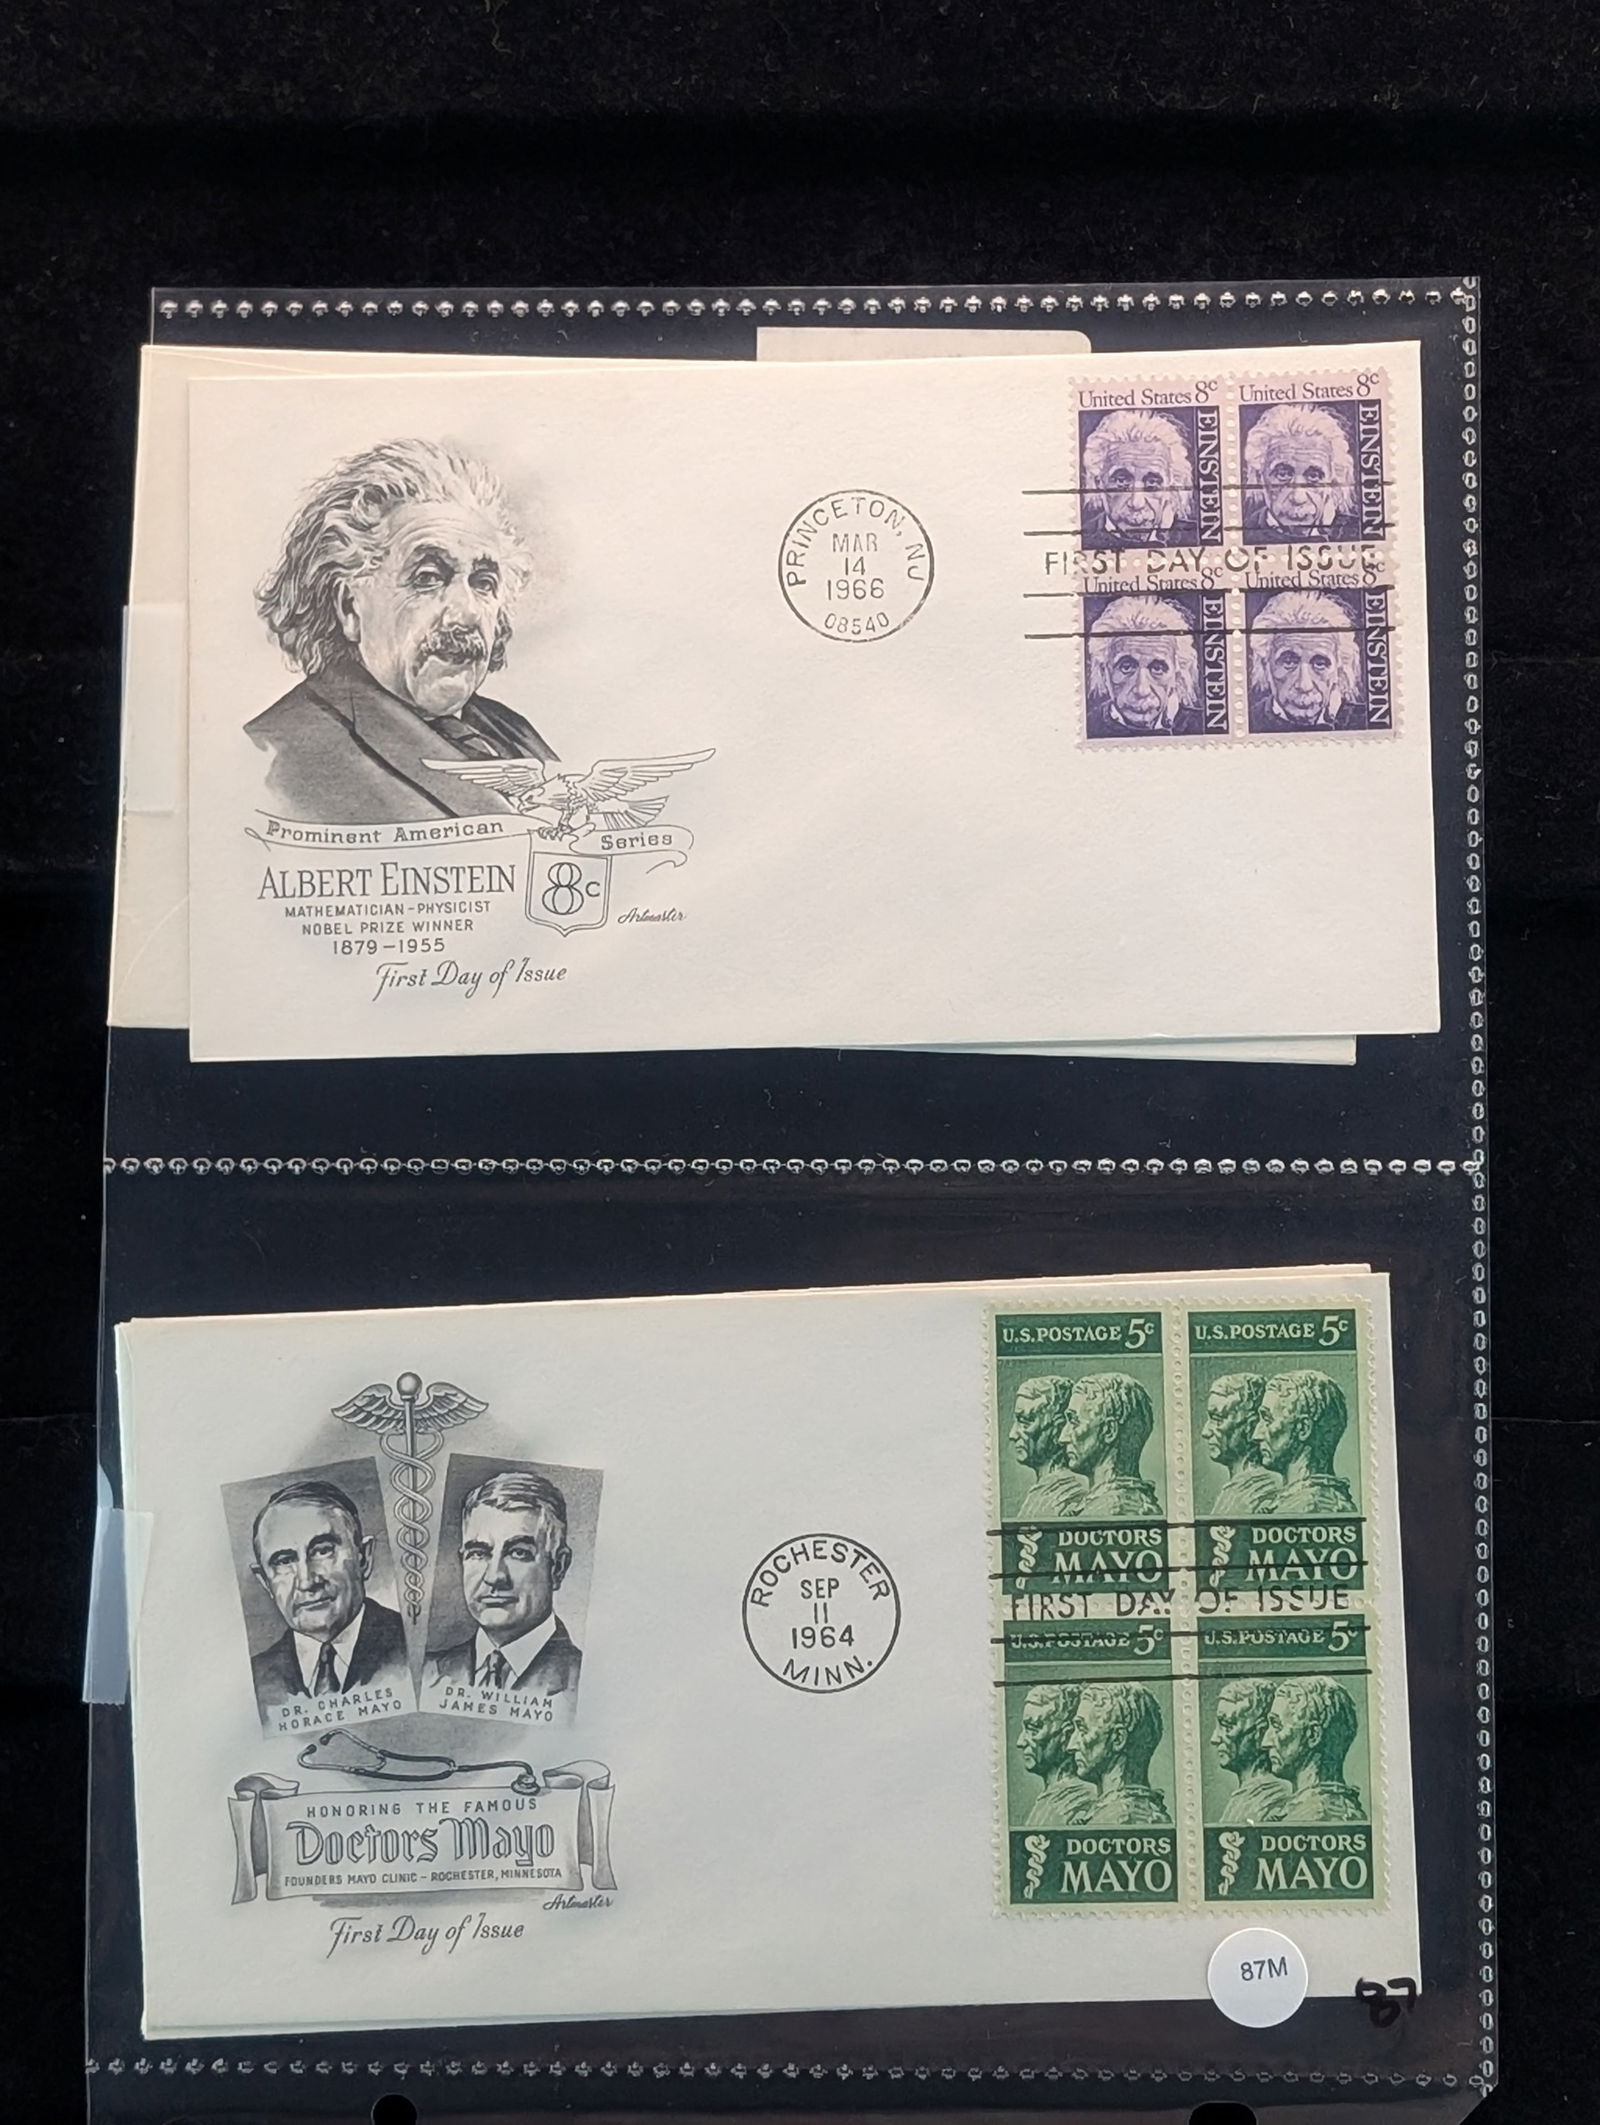 United States 8c United States 8c
EINSTEIN EINSTEIN
PRINCETON, NJ
MAR
14
1966
08540
FIRST DAY OF ISSUE
United States 8c United States 8c
EINSTEIN EINSTEIN
Prominent American Series
ALBERT EINSTEIN
8c
MATHEMATICIAN-PHYSICIST
NOBEL PRIZE WINNER
1879-1955
Artmaster
First Day of Issue
U.S. POSTAGE 5c U.S. POSTAGE 5c
DOCTORS MAYO DOCTORS MAYO
ROCHESTER
SEP
11
1964
MINN.
FIRST DAY OF ISSUE
U.S. POSTAGE 5c U.S. POSTAGE 5c
DOCTORS MAYO DOCTORS MAYO
DR. CHARLES
HORACE MAYO
DR. WILLIAM
JAMES MAYO
HONORING THE FAMOUS
Doctors Mayo
FOUNDERS MAYO CLINIC - ROCHESTER, MINNESOTA
Artmaster
First Day of Issue
87M
87